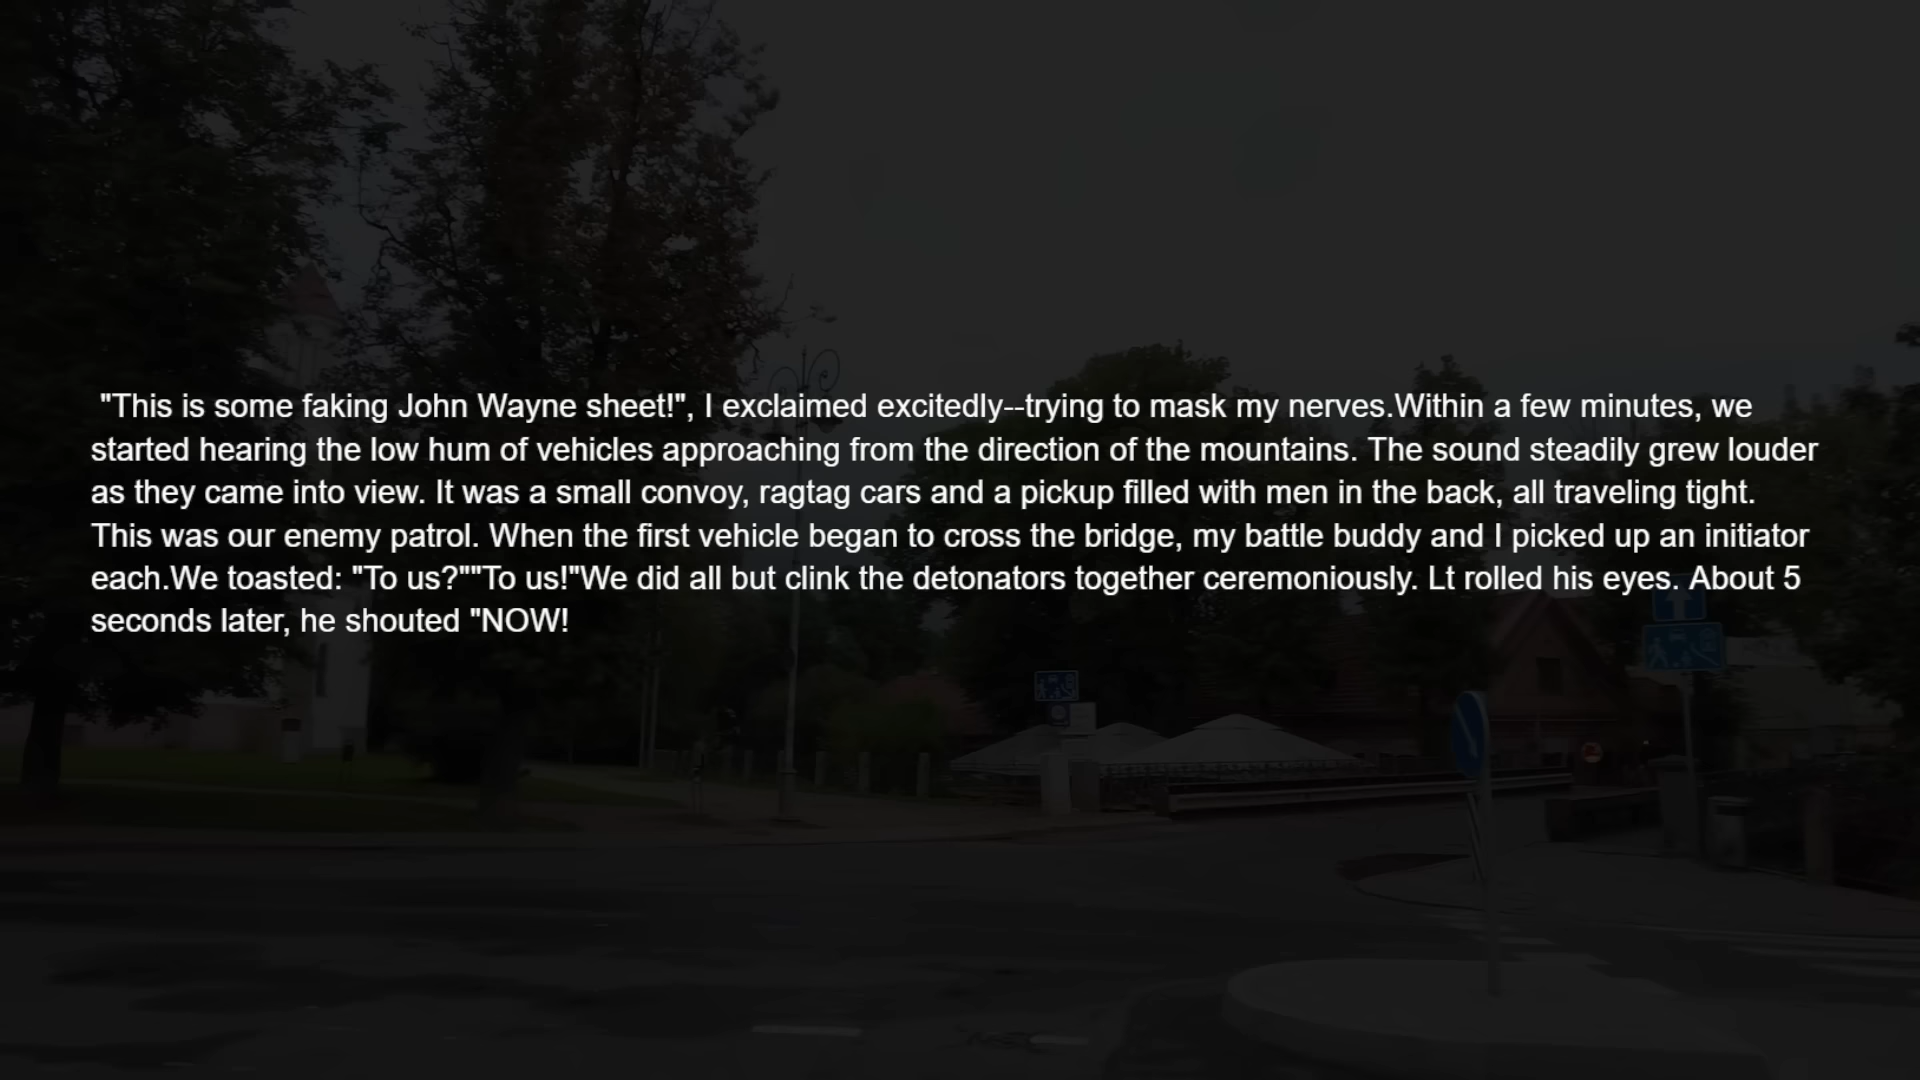 "This is some faking John Wayne sheet!", I exclaimed excitedly--trying to mask my nerves.Within a few minutes, we
started hearing the low hum of vehicles approaching from the direction of the mountains. The sound steadily grew louder
as they came into view. It was a small convoy, ragtag cars and a pickup filled with men in the back, all traveling tight.
This was our enemy patrol. When the first vehicle began to cross the bridge, my battle buddy and I picked up an initiator
each.We toasted: "To us?""To us!"We did all but clink the detonators together ceremoniously. Lt rolled his eyes. About 5
seconds later, he shouted "NOW!